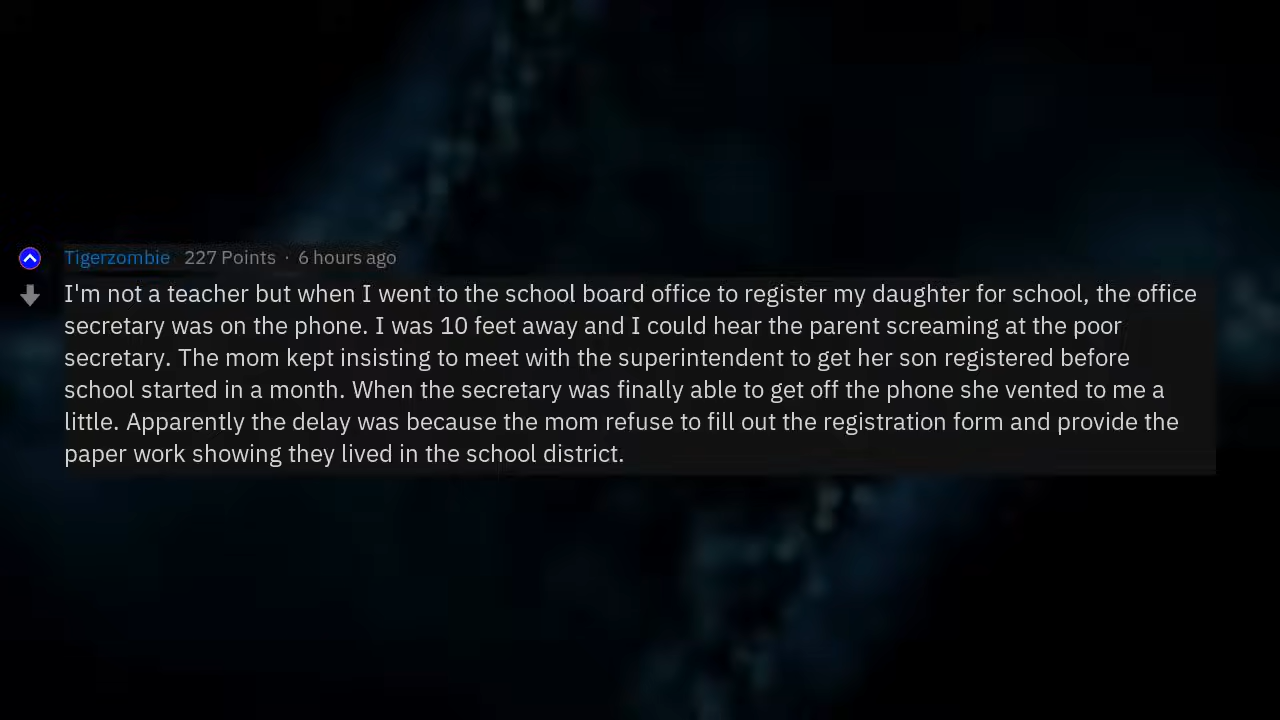 Tigerzombie 227 Points · 6 hours ago
I'm not a teacher but when I went to the school board office to register my daughter for school, the office
secretary was on the phone. I was 10 feet away and I could hear the parent screaming at the poor
secretary. The mom kept insisting to meet with the superintendent to get her son registered before
school started in a month. When the secretary was finally able to get off the phone she vented to me a
little. Apparently the delay was because the mom refuse to fill out the registration form and provide the
paper work showing they lived in the school district.